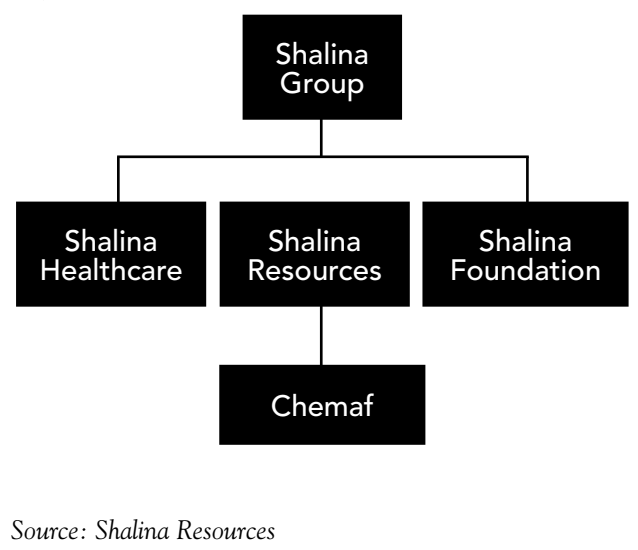 Shalina
Group
Shalina
Healthcare
Shalina
Resources
Shalina
Foundation
Chemaf
Source: Shalina Resources